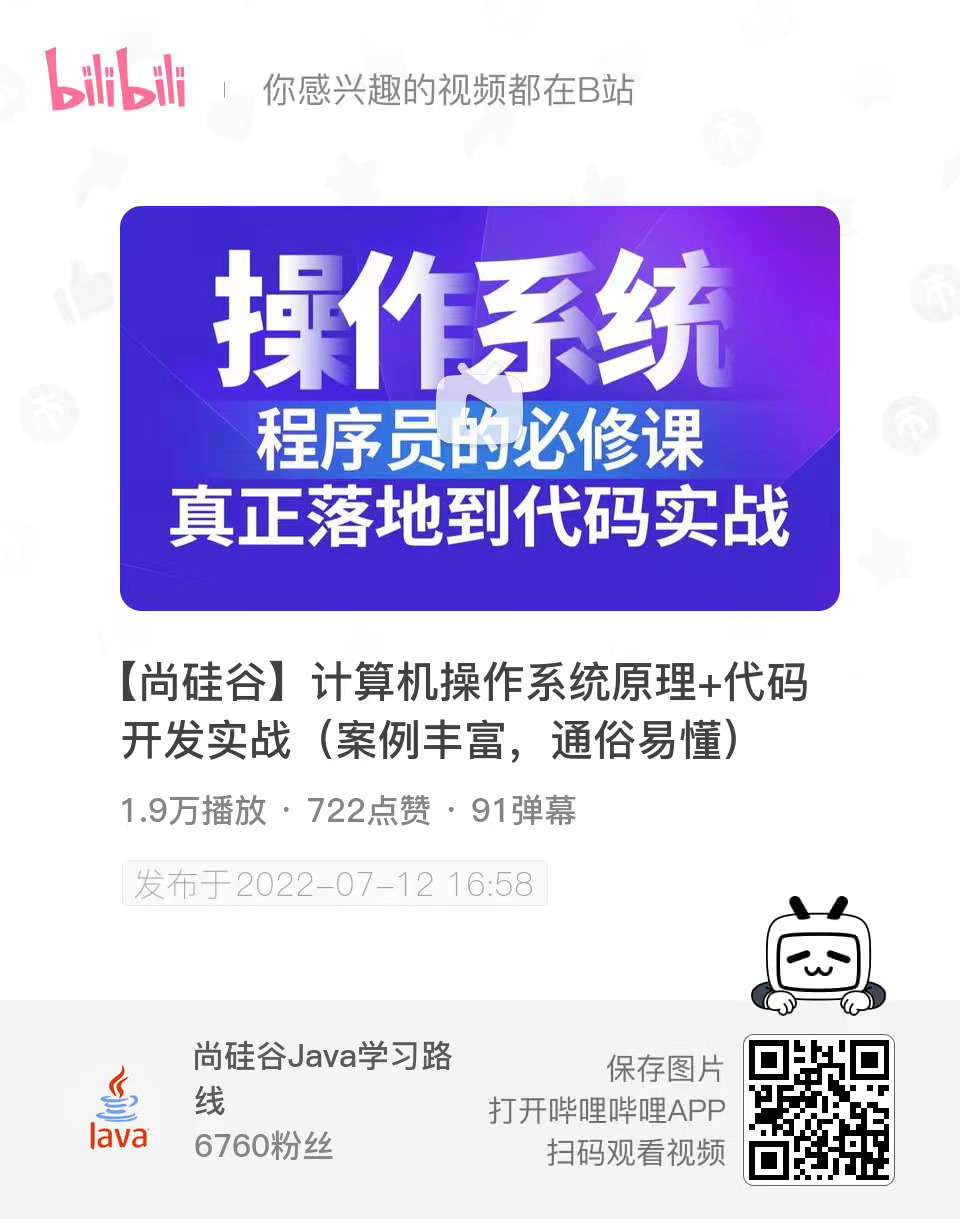 bilibili
你感兴趣的视频都在B站
操作系统
程序员的必修课
真正落地到代码实战
【尚硅谷】计算机操作系统原理+代码
开发实战（案例丰富，通俗易懂）
1.9万播放 · 722点赞 · 91弹幕
发布于2022-07-12 16:58
尚硅谷Java学习路
线
6760粉丝
Java
保存图片
打开哔哩哔哩APP
扫码观看视频